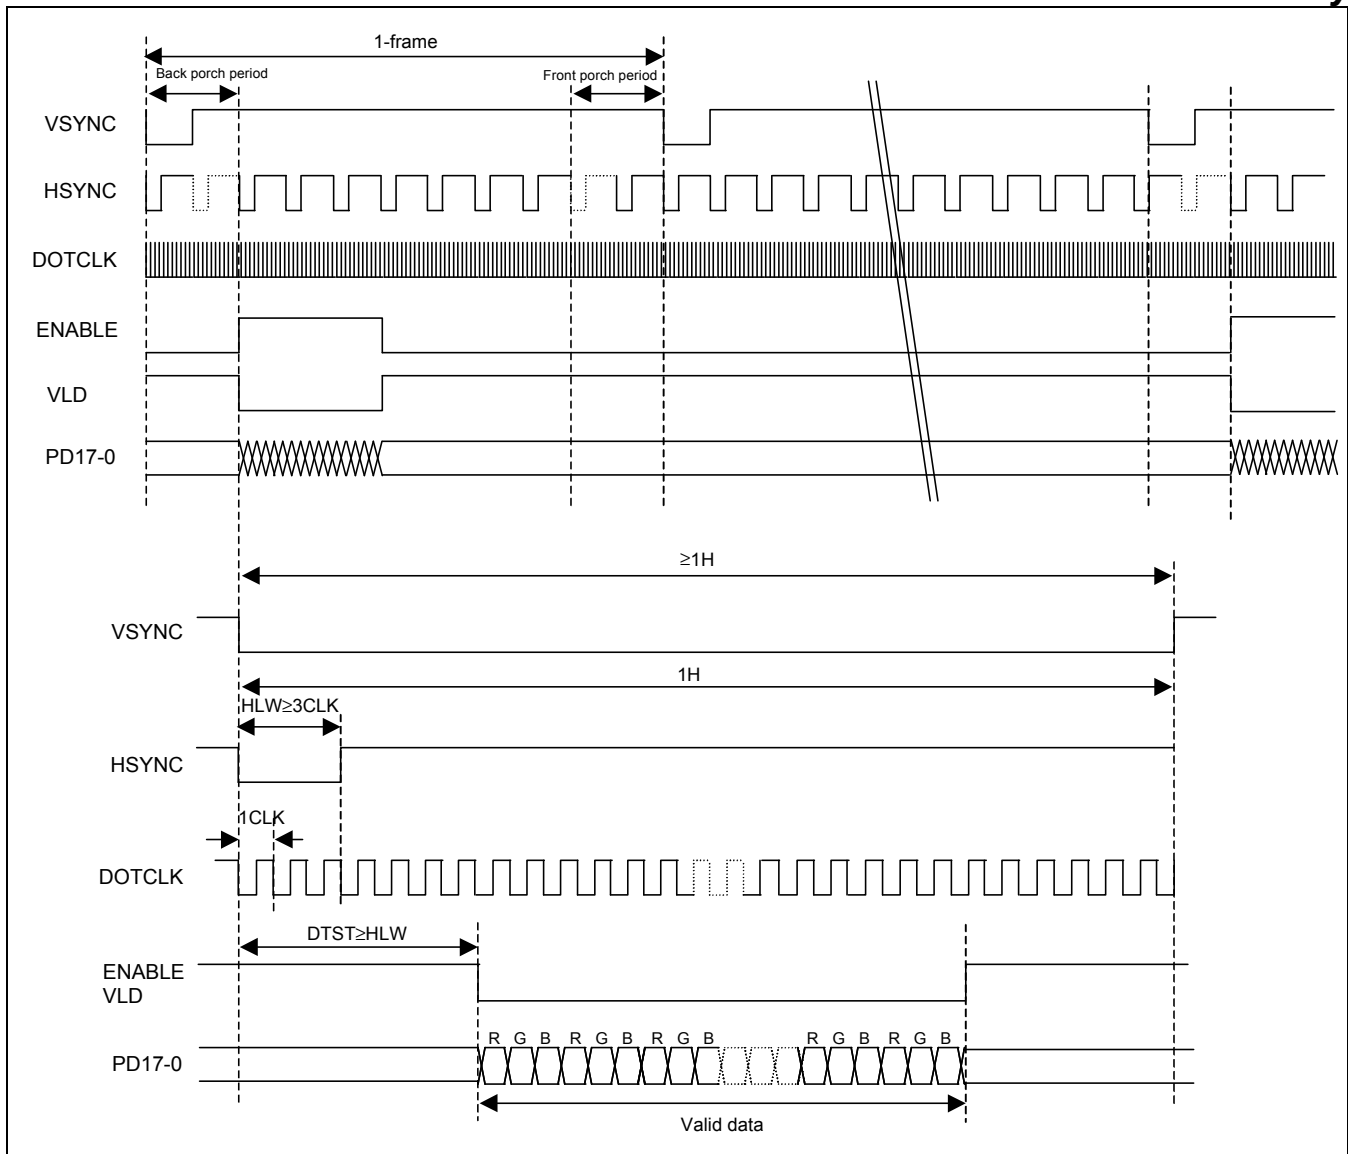 y
1-frame
Back porch period
Front porch period
VSYNC
HSYNC
DOTCLK
ENABLE
VLD
PD17-0
≥1H
VSYNC
1H
HLW≥3CLK
HSYNC
1CLK
DOTCLK
DTST≥HLW
ENABLE
VLD
R G B R G B R G B R G B R G B
PD17-0
Valid data